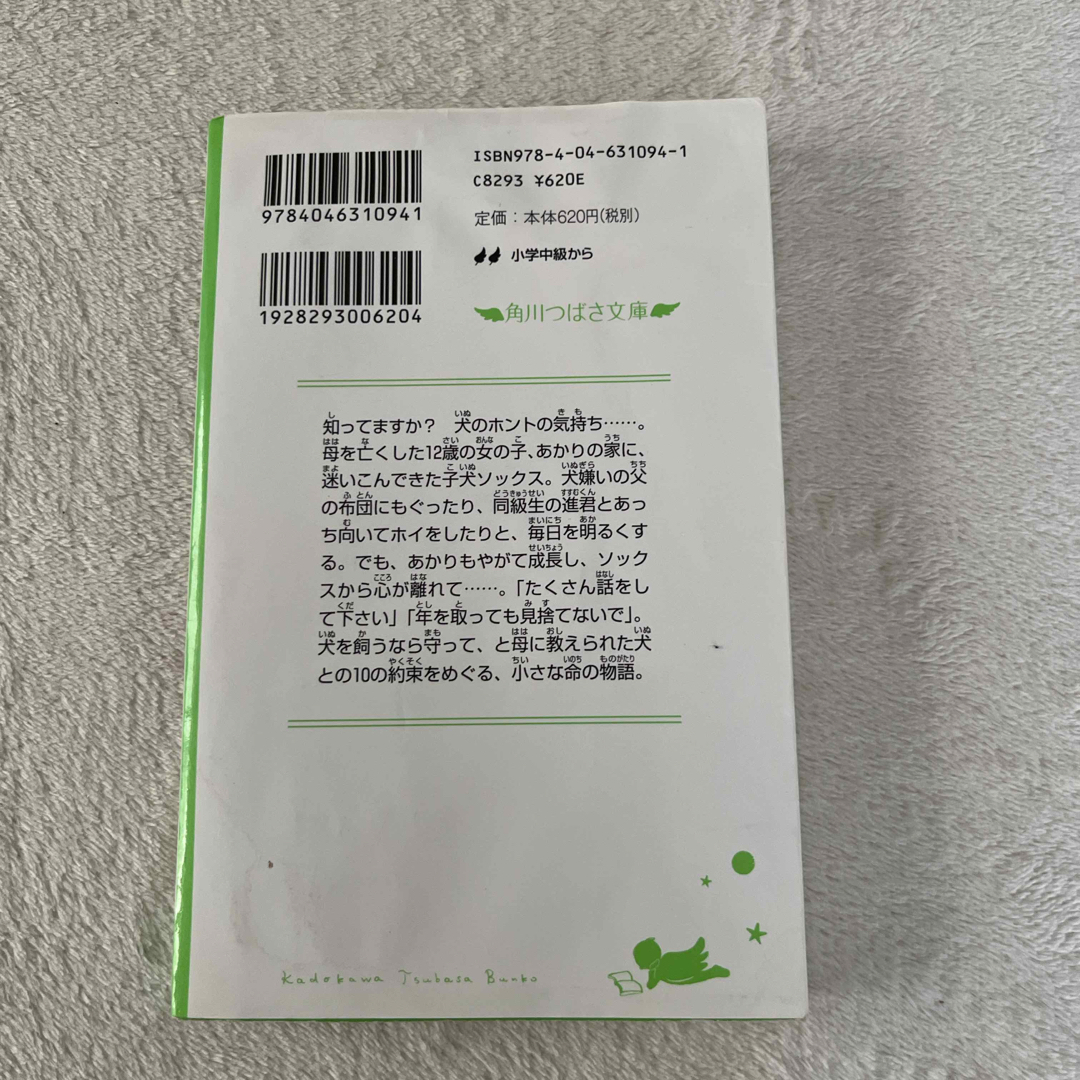 ISBN978-4-04-631094-1
C8293 ¥620E
9784046310941
定価：本体620円(税別)
小学中級から
1928293006204
角川つばさ文庫
知ってますか？　犬のホントの気持ち……。
母を亡くした12歳の女の子、あかりの家に、
迷いこんできた子犬ソックス。犬嫌いの父
の布団にもぐったり、同級生の進君とあっ
ち向いてホイをしたりと、毎日を明るくす
る。でも、あかりもやがて成長し、ソック
スから心が離れて……。「たくさん話をし
て下さい」「年を取っても見捨てないで」。
犬を飼うなら守って、と母に教えられた犬
との10の約束をめぐる、小さな命の物語。
Kadokawa Tsubasa Bunko